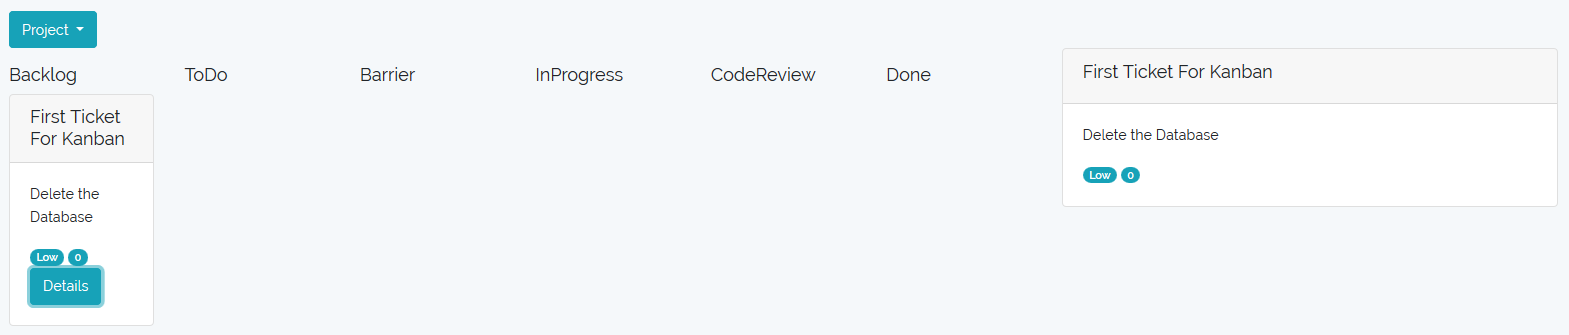 Project
Backlog
ToDo
Barrier
InProgress
CodeReview
Done
First Ticket
For Kanban
Delete the
Database
Low 0
Details
First Ticket For Kanban
Delete the Database
Low 0